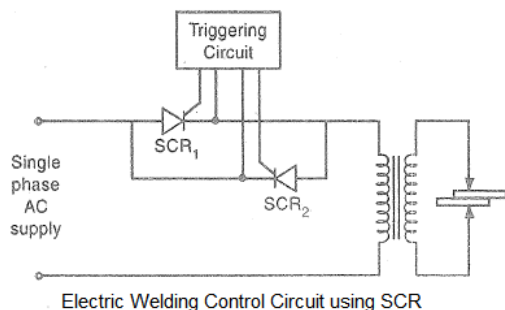 Triggering
Circuit
SCR1
Single
phase
AC
supply
SCR2
Electric Welding Control Circuit using SCR